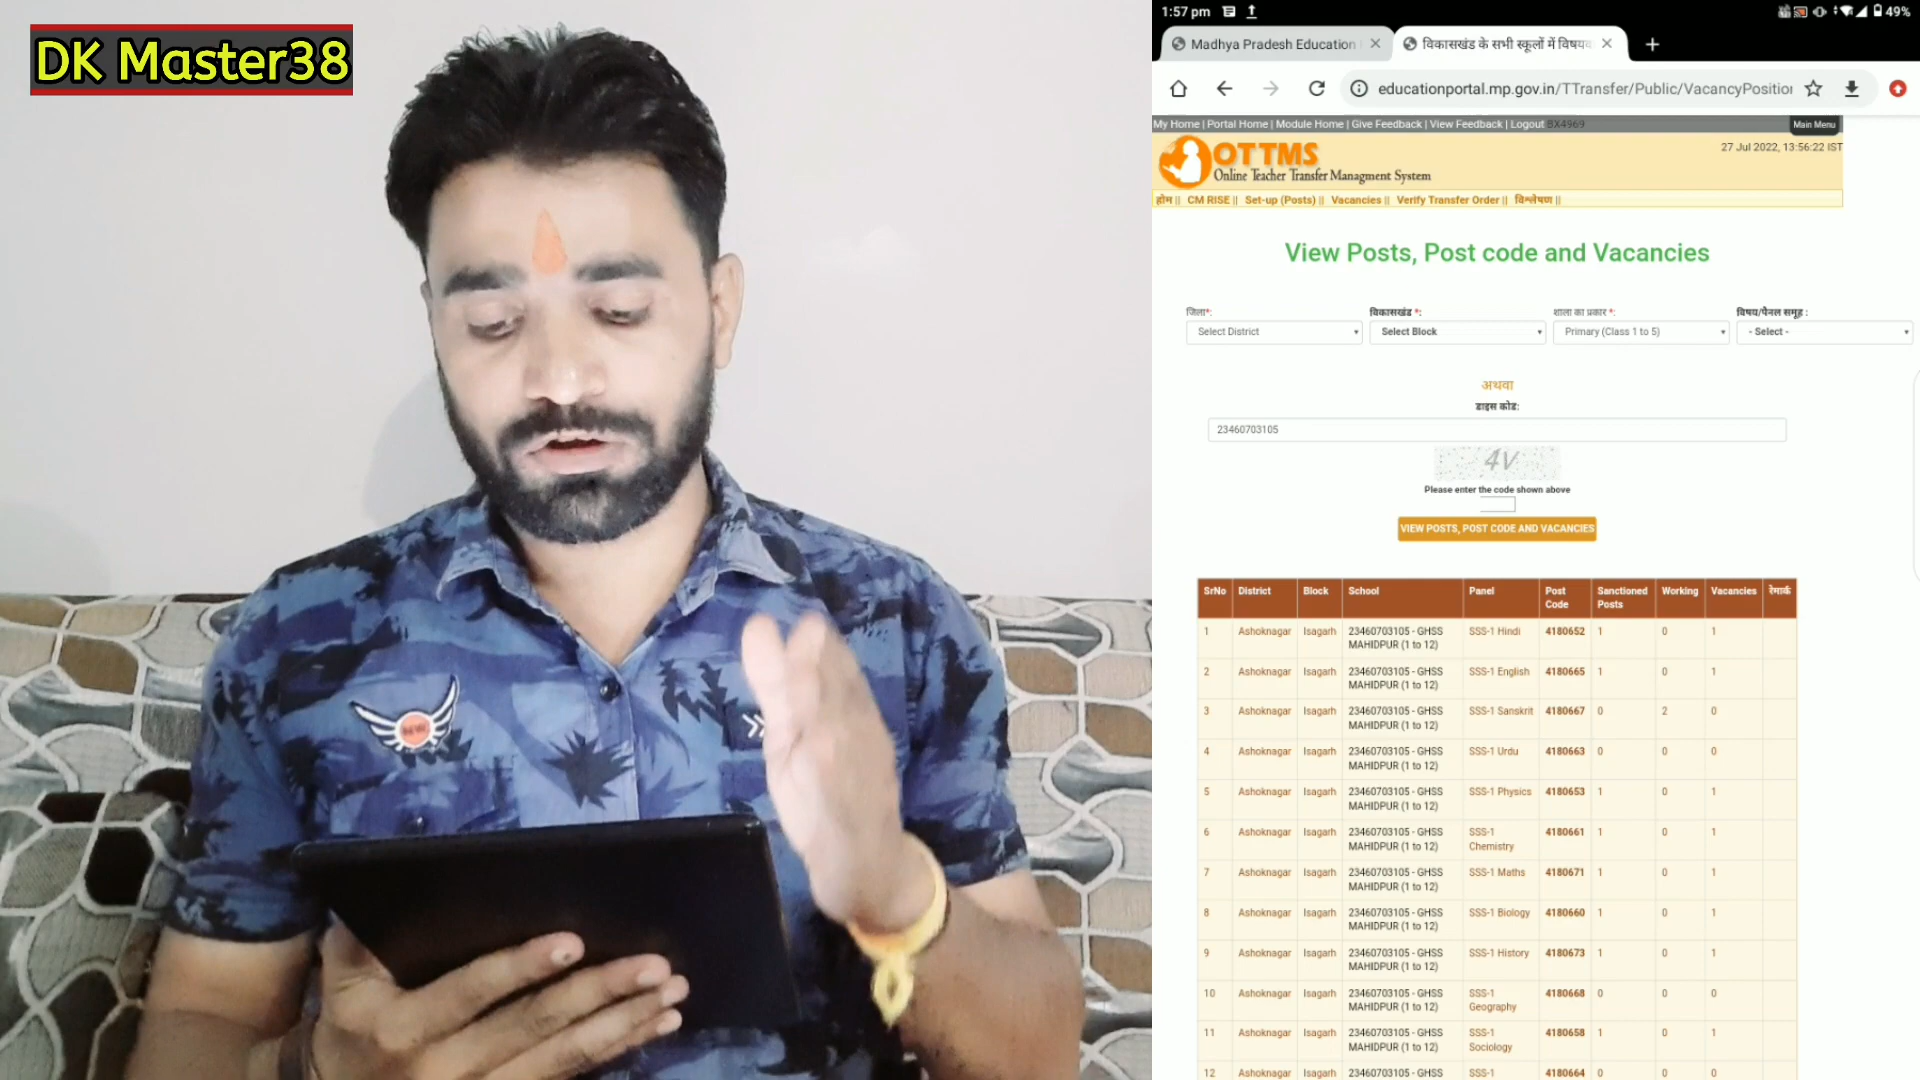 DK Master38
1:57 pm
49%
Madhya Pradesh Education
विकासखंड के सभी स्कूलों में
educationportal.mp.gov.in/TTransfer/Public/VacancyPosition
My Home | Portal Home | Module Home | Give Feedback | View Feedback | Logout BX4969
Main Menu
OTTMS
Online Teacher Transfer Managment System
27 Jul 2022, 13:56:22 IST
होम || CM RISE || Set-up (Posts) || Vacancies || Verify Transfer Order || विश्लेषण ||
View Posts, Post code and Vacancies
जिला*: विकासखंड *: शाला का प्रकार *: विषय/पैनल समूह :
Select District Select Block Primary (Class 1 to 5) - Select -
अथवा
डाइस कोड:
23460703105
4V
Please enter the code shown above
VIEW POSTS, POST CODE AND VACANCIES
SrNo District Block School Panel Post Code Sanctioned Posts Working Vacancies रिमार्क
1 Ashoknagar Isagarh 23460703105 - GHSS MAHIDPUR (1 to 12) SSS-1 Hindi 4180652 1 0 1
2 Ashoknagar Isagarh 23460703105 - GHSS MAHIDPUR (1 to 12) SSS-1 English 4180665 1 0 1
3 Ashoknagar Isagarh 23460703105 - GHSS MAHIDPUR (1 to 12) SSS-1 Sanskrit 4180667 0 2 0
4 Ashoknagar Isagarh 23460703105 - GHSS MAHIDPUR (1 to 12) SSS-1 Urdu 4180663 0 0 0
5 Ashoknagar Isagarh 23460703105 - GHSS MAHIDPUR (1 to 12) SSS-1 Physics 4180653 1 0 1
6 Ashoknagar Isagarh 23460703105 - GHSS MAHIDPUR (1 to 12) SSS-1 Chemistry 4180661 1 0 1
7 Ashoknagar Isagarh 23460703105 - GHSS MAHIDPUR (1 to 12) SSS-1 Maths 4180671 1 0 1
8 Ashoknagar Isagarh 23460703105 - GHSS MAHIDPUR (1 to 12) SSS-1 Biology 4180660 1 0 1
9 Ashoknagar Isagarh 23460703105 - GHSS MAHIDPUR (1 to 12) SSS-1 History 4180673 1 0 1
10 Ashoknagar Isagarh 23460703105 - GHSS MAHIDPUR (1 to 12) SSS-1 Geography 4180668 0 0 0
11 Ashoknagar Isagarh 23460703105 - GHSS MAHIDPUR (1 to 12) SSS-1 Sociology 4180658 1 0 1
12 Ashoknagar Isagarh 23460703105 - GHSS SSS-1 4180664 0 0 0